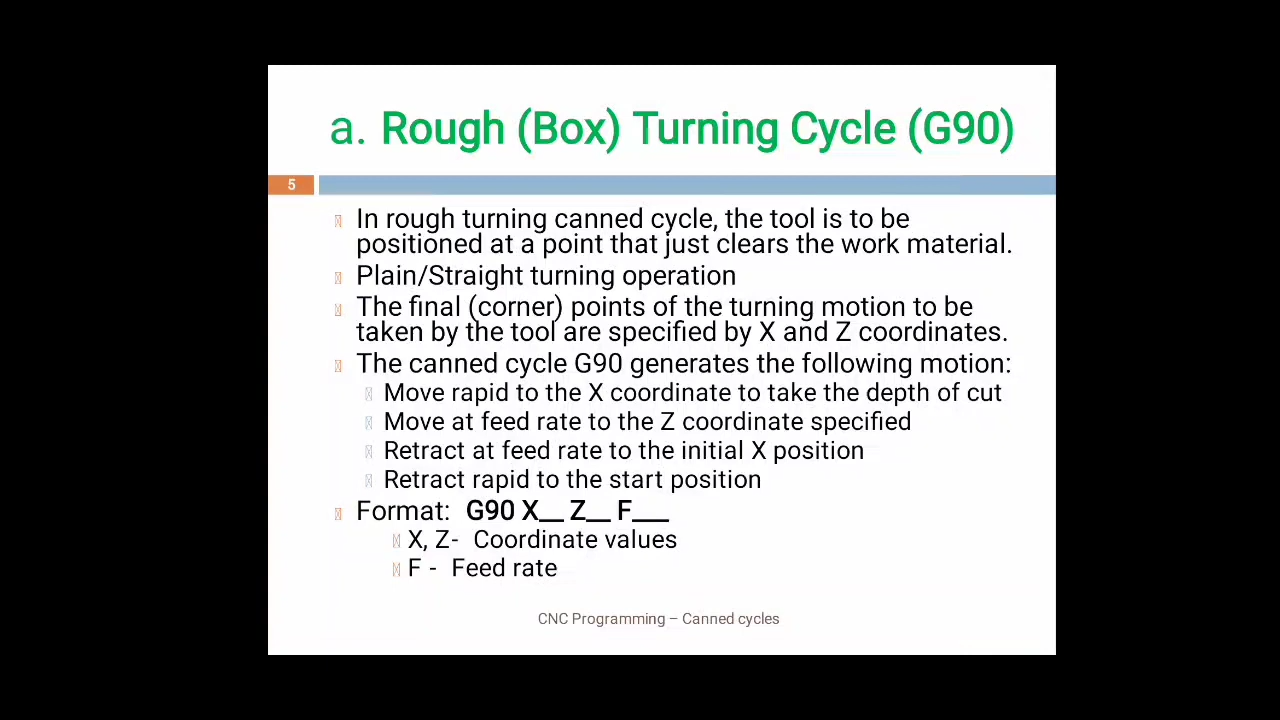 a. Rough (Box) Turning Cycle (G90)
5
In rough turning canned cycle, the tool is to be
positioned at a point that just clears the work material.
Plain/Straight turning operation
The final (corner) points of the turning motion to be
taken by the tool are specified by X and Z coordinates.
The canned cycle G90 generates the following motion:
Move rapid to the X coordinate to take the depth of cut
Move at feed rate to the Z coordinate specified
Retract at feed rate to the initial X position
Retract rapid to the start position
Format: G90 X__ Z__ F___
X, Z- Coordinate values
F - Feed rate
CNC Programming – Canned cycles